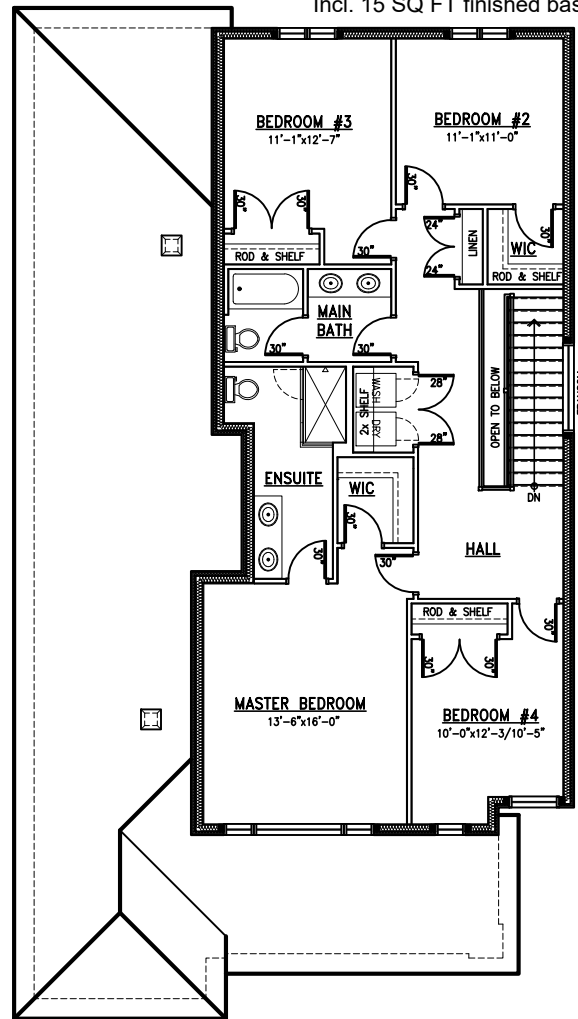 Incl. 15 SQ FT finished bas
BEDROOM #3
11'-1"x12'-7"
BEDROOM #2
11'-1"x11'-0"
30"
30"
30"
24"
LINEN
WIC
30"
ROD & SHELF
30"
24"
ROD & SHELF
MAIN
BATH
30"
30"
OPEN TO BELOW
WASH
DRY
2x SHELF
28"
28"
ENSUITE
WIC
DN
30"
30"
30"
HALL
ROD & SHELF
30"
30"
30"
MASTER BEDROOM
13'-6"x16'-0"
BEDROOM #4
10'-0"x12'-3/10'-5"